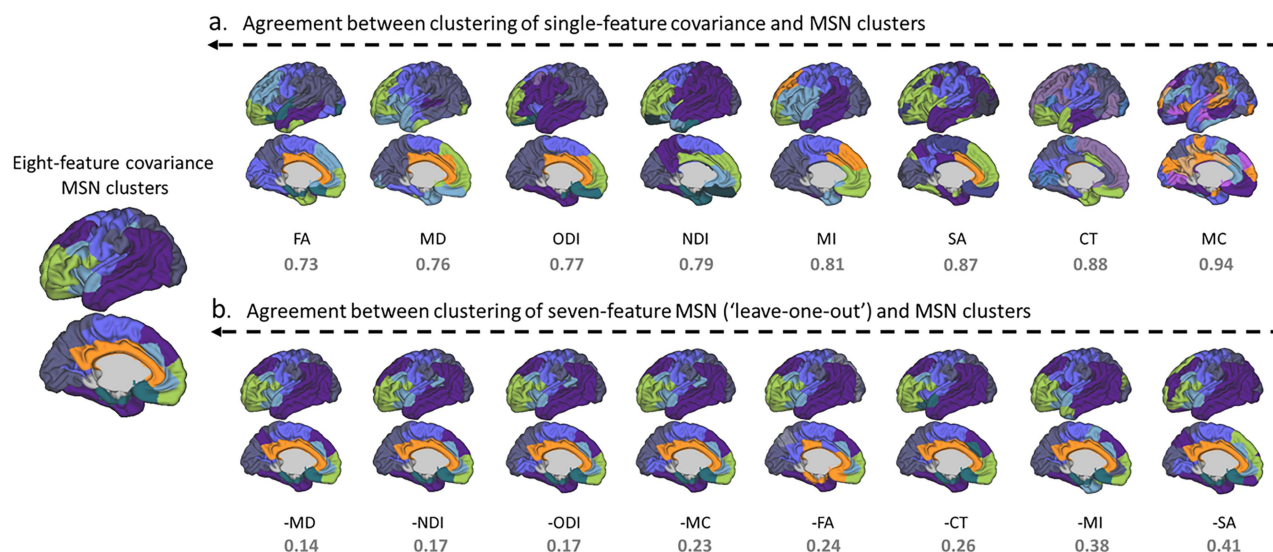 a. Agreement between clustering of single-feature covariance and MSN clusters
Eight-feature covariance
MSN clusters
FA MD ODI NDI MI SA CT MC
0.73 0.76 0.77 0.79 0.81 0.87 0.88 0.94
b. Agreement between clustering of seven-feature MSN (‘leave-one-out’) and MSN clusters
-MD -NDI -ODI -MC -FA -CT -MI -SA
0.14 0.17 0.17 0.23 0.24 0.26 0.38 0.41